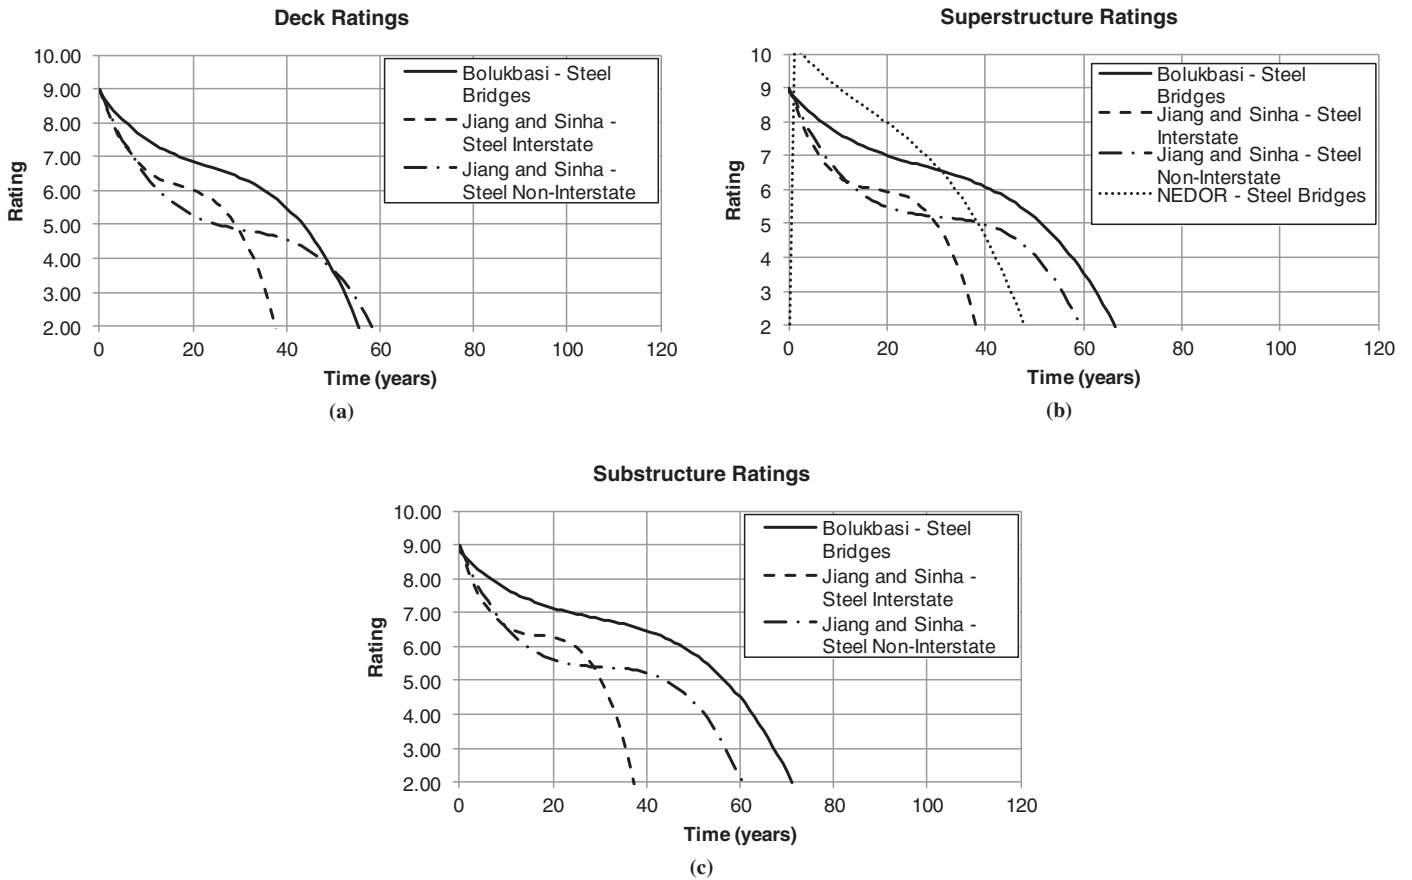 Deck Ratings
10.00
9.00
8.00
7.00
6.00
5.00
4.00
3.00
2.00
Rating
0 20 40 60 80 100 120
Time (years)
Bolukbasi - Steel
Bridges
Jiang and Sinha -
Steel Interstate
Jiang and Sinha -
Steel Non-Interstate
(a)
Superstructure Ratings
10
9
8
7
6
5
4
3
2
Rating
0 20 40 60 80 100 120
Time (years)
Bolukbasi - Steel
Bridges
Jiang and Sinha - Steel
Interstate
Jiang and Sinha - Steel
Non-Interstate
NEDOR - Steel Bridges
(b)
Substructure Ratings
10.00
9.00
8.00
7.00
6.00
5.00
4.00
3.00
2.00
Rating
0 20 40 60 80 100 120
Time (years)
Bolukbasi - Steel
Bridges
Jiang and Sinha -
Steel Interstate
Jiang and Sinha -
Steel Non-Interstate
(c)